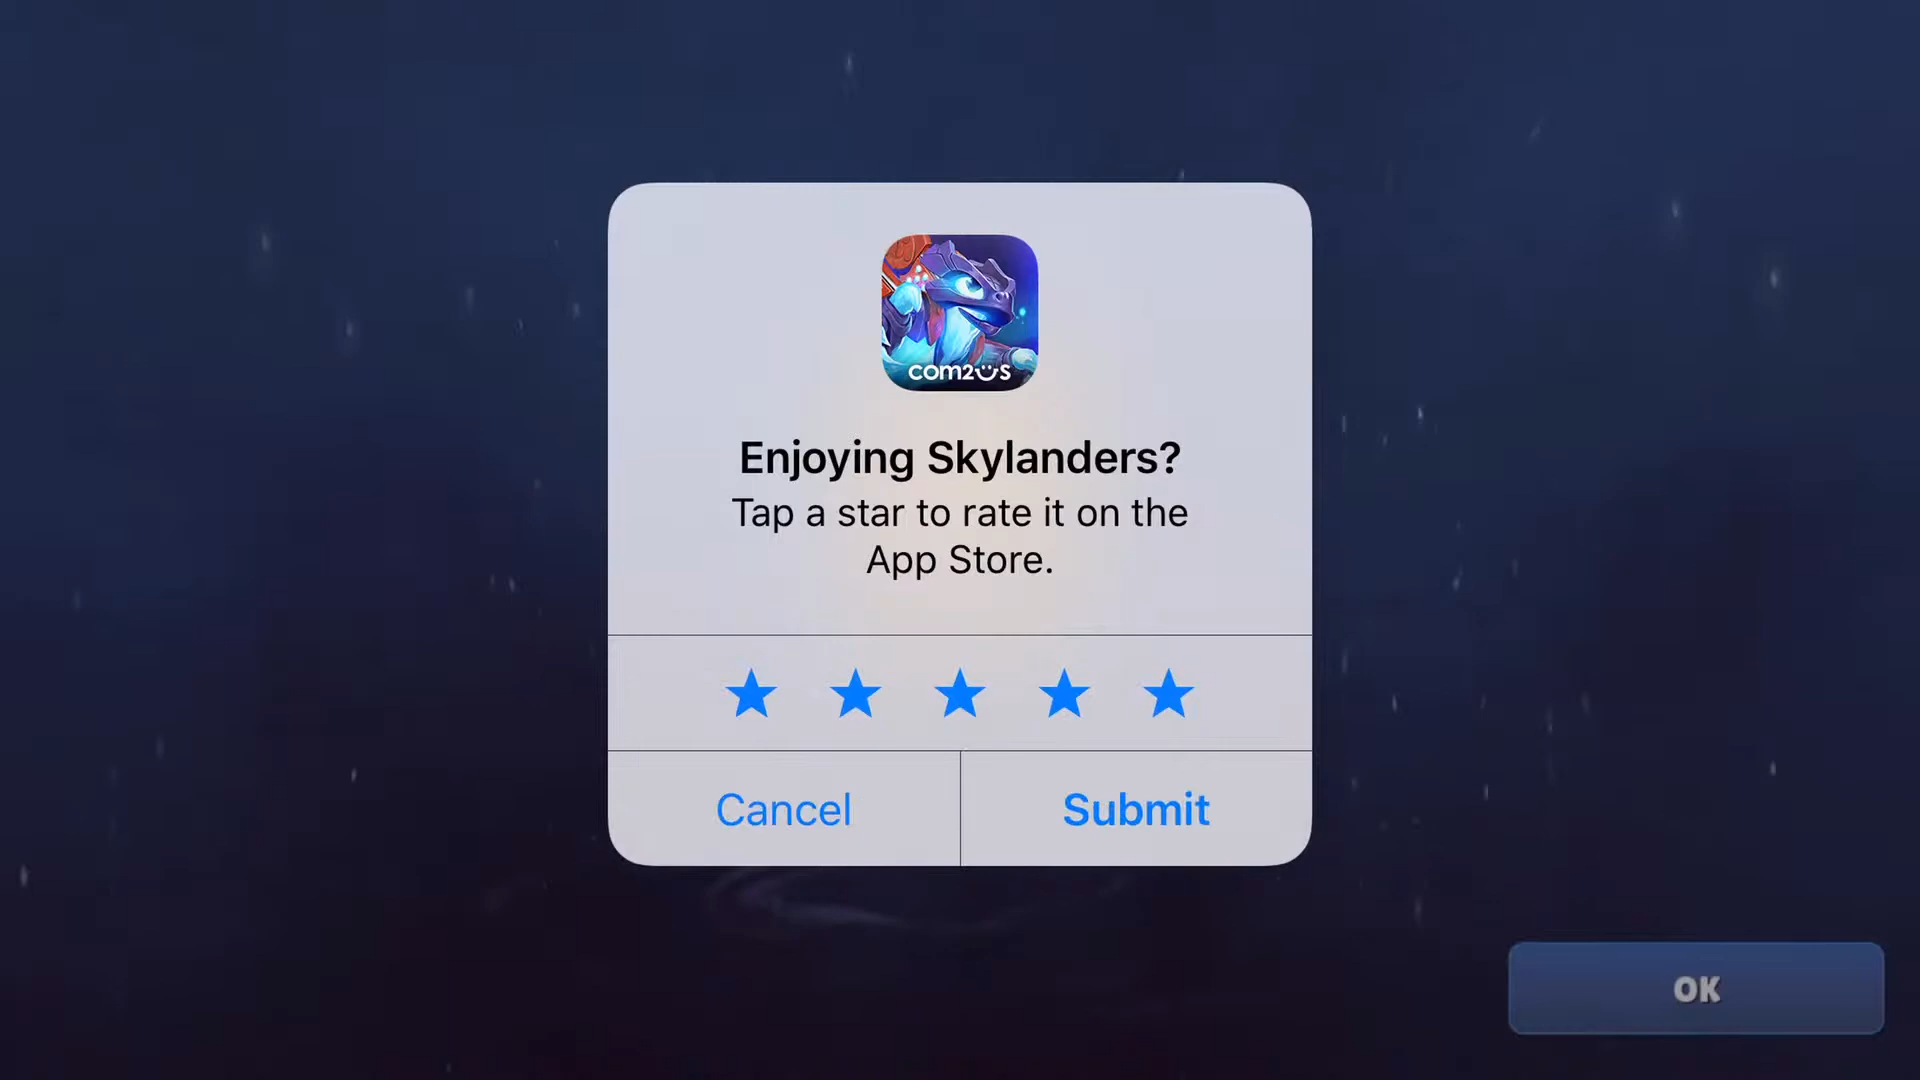 com2us
Enjoying Skylanders?
Tap a star to rate it on the
App Store.
Cancel
Submit
OK